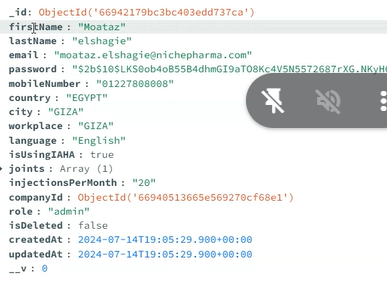 _id: ObjectId('66942179bc3bc403edd737ca')
firstName : "Moataz"
lastName : "elshagie"
email : "moataz.elshagie@nichepharma.com"
password : "$2b$10$LKS0ob4oB55B4dhmGI9aTO8Kc4V5N5572687rXG.NKyH
mobileNumber : "01227808008"
country : "EGYPT"
city : "GIZA"
workplace : "GIZA"
language : "English"
isUsingIAHA : true
joints : Array (1)
injectionsPerMonth : "20"
companyId : ObjectId('66940513665e569270cf68e1')
role : "admin"
isDeleted : false
createdAt : 2024-07-14T19:05:29.900+00:00
updatedAt : 2024-07-14T19:05:29.900+00:00
__v : 0